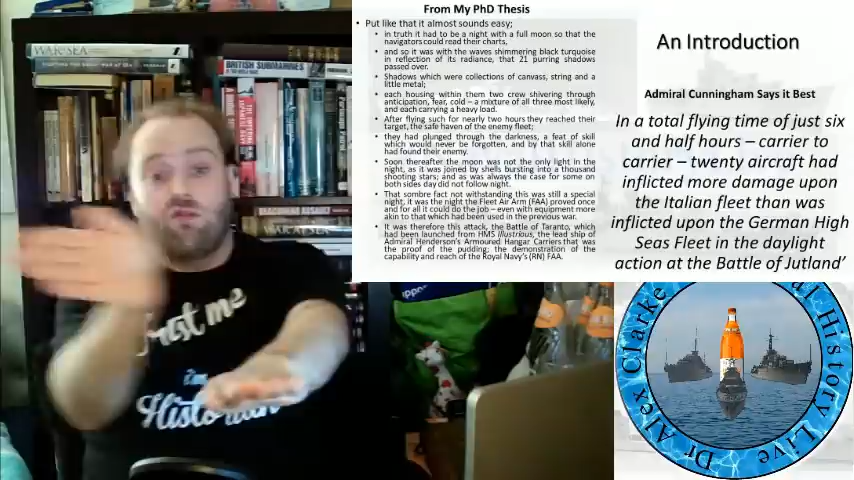 From My PhD Thesis
• Put like that it almost sounds easy;
• in truth it had to be a night with a full moon so that the
navigators could read their charts,
• and so it was with the waves shimmering black turquoise
in reflection of its radiance, that 21 purring shadows
passed over.
• Shadows which were collections of canvass, string and a
little metal;
• each housing within them two crew shivering through
anticipation, fear, cold – a mixture of all three most likely,
and each carrying a heavy load.
• After flying such for nearly two hours they reached their
target, the safe haven of the enemy fleet;
• they had plunged through the darkness, a feat of skill
which would never be forgotten, and by that skill alone
had found their enemy.
• Soon thereafter the moon was not the only light in the
night, as it was joined by shells bursting into a thousand
shooting stars; and as was always the case for some on
both sides day did not follow night.
• That sombre fact not withstanding this was still a special
night, it was the night the Fleet Air Arm (FAA) proved once
and for all it could do the job – even with equipment more
akin to that which had been used in the previous war.
• It was therefore this attack, the Battle of Taranto, which
had been launched from HMS Illustrious, the lead ship of
Admiral Henderson's Armoured Hangar Carriers that was
the proof of the pudding; the demonstration of the
capability and reach of the Royal Navy's (RN) FAA.
An Introduction
Admiral Cunningham Says it Best
In a total flying time of just six
and half hours – carrier to
carrier – twenty aircraft had
inflicted more damage upon
the Italian fleet than was
inflicted upon the German High
Seas Fleet in the daylight
action at the Battle of Jutland'
WAR SEA
BRITISH SUBMARINES
WAR AT SEA
Trust me
I'm
Historian
Dr Alex Clarke
History Live